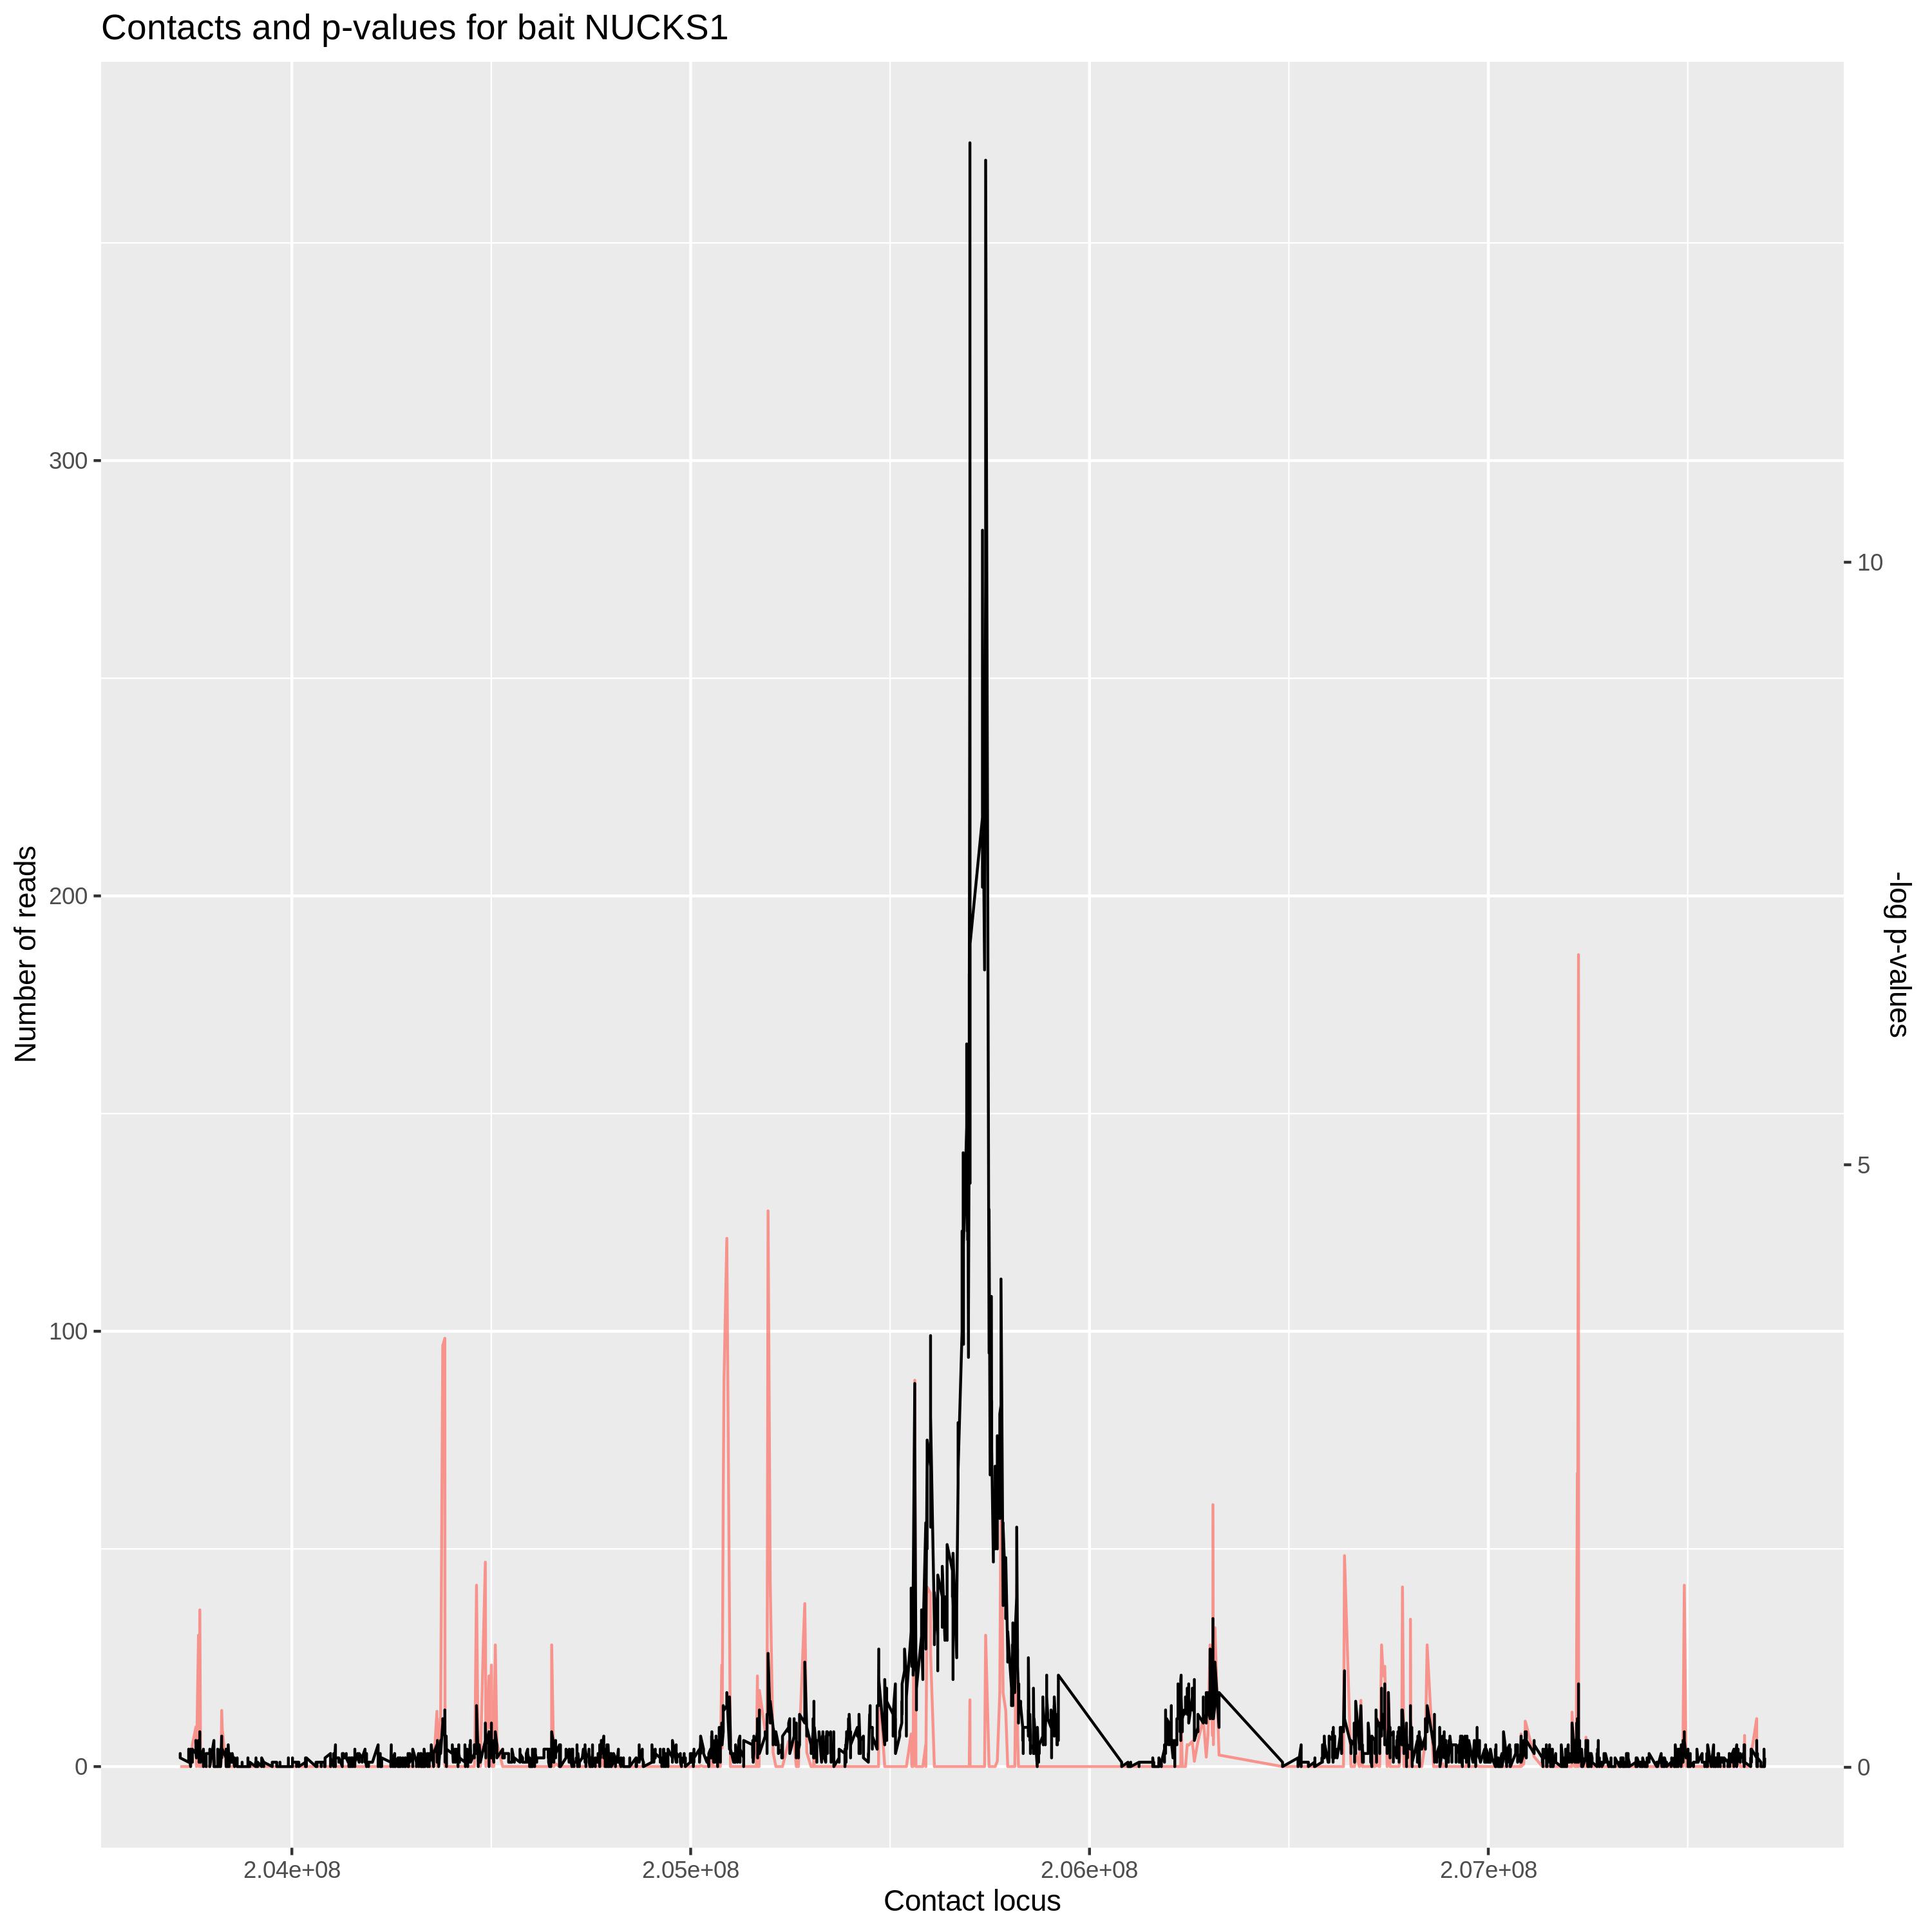 Contacts and p-values for bait NUCKS1
Number of reads
300
200
100
0
10
5
0
-log p-values
2.04e+08
2.05e+08
2.06e+08
2.07e+08
Contact locus